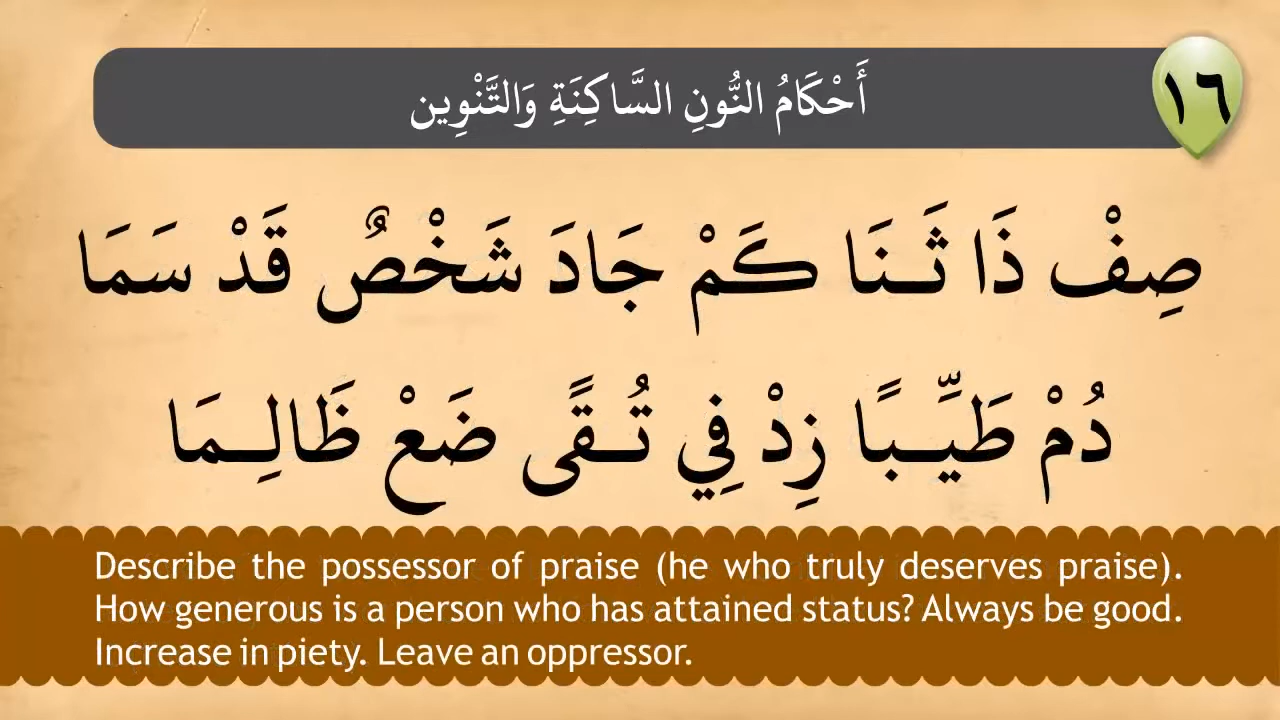 أَحْكَامُ النُّونِ السَّاكِنَةِ وَالتَّنْوِين
١٦
صِفْ ذَا ثَـنَا كَمْ جَادَ شَخْصٌ قَدْ سَمَا
دُمْ طَيِّـبًا زِدْ فِي تُـقًى ضَعْ ظَالِـمَا
Describe the possessor of praise (he who truly deserves praise).
How generous is a person who has attained status? Always be good.
Increase in piety. Leave an oppressor.